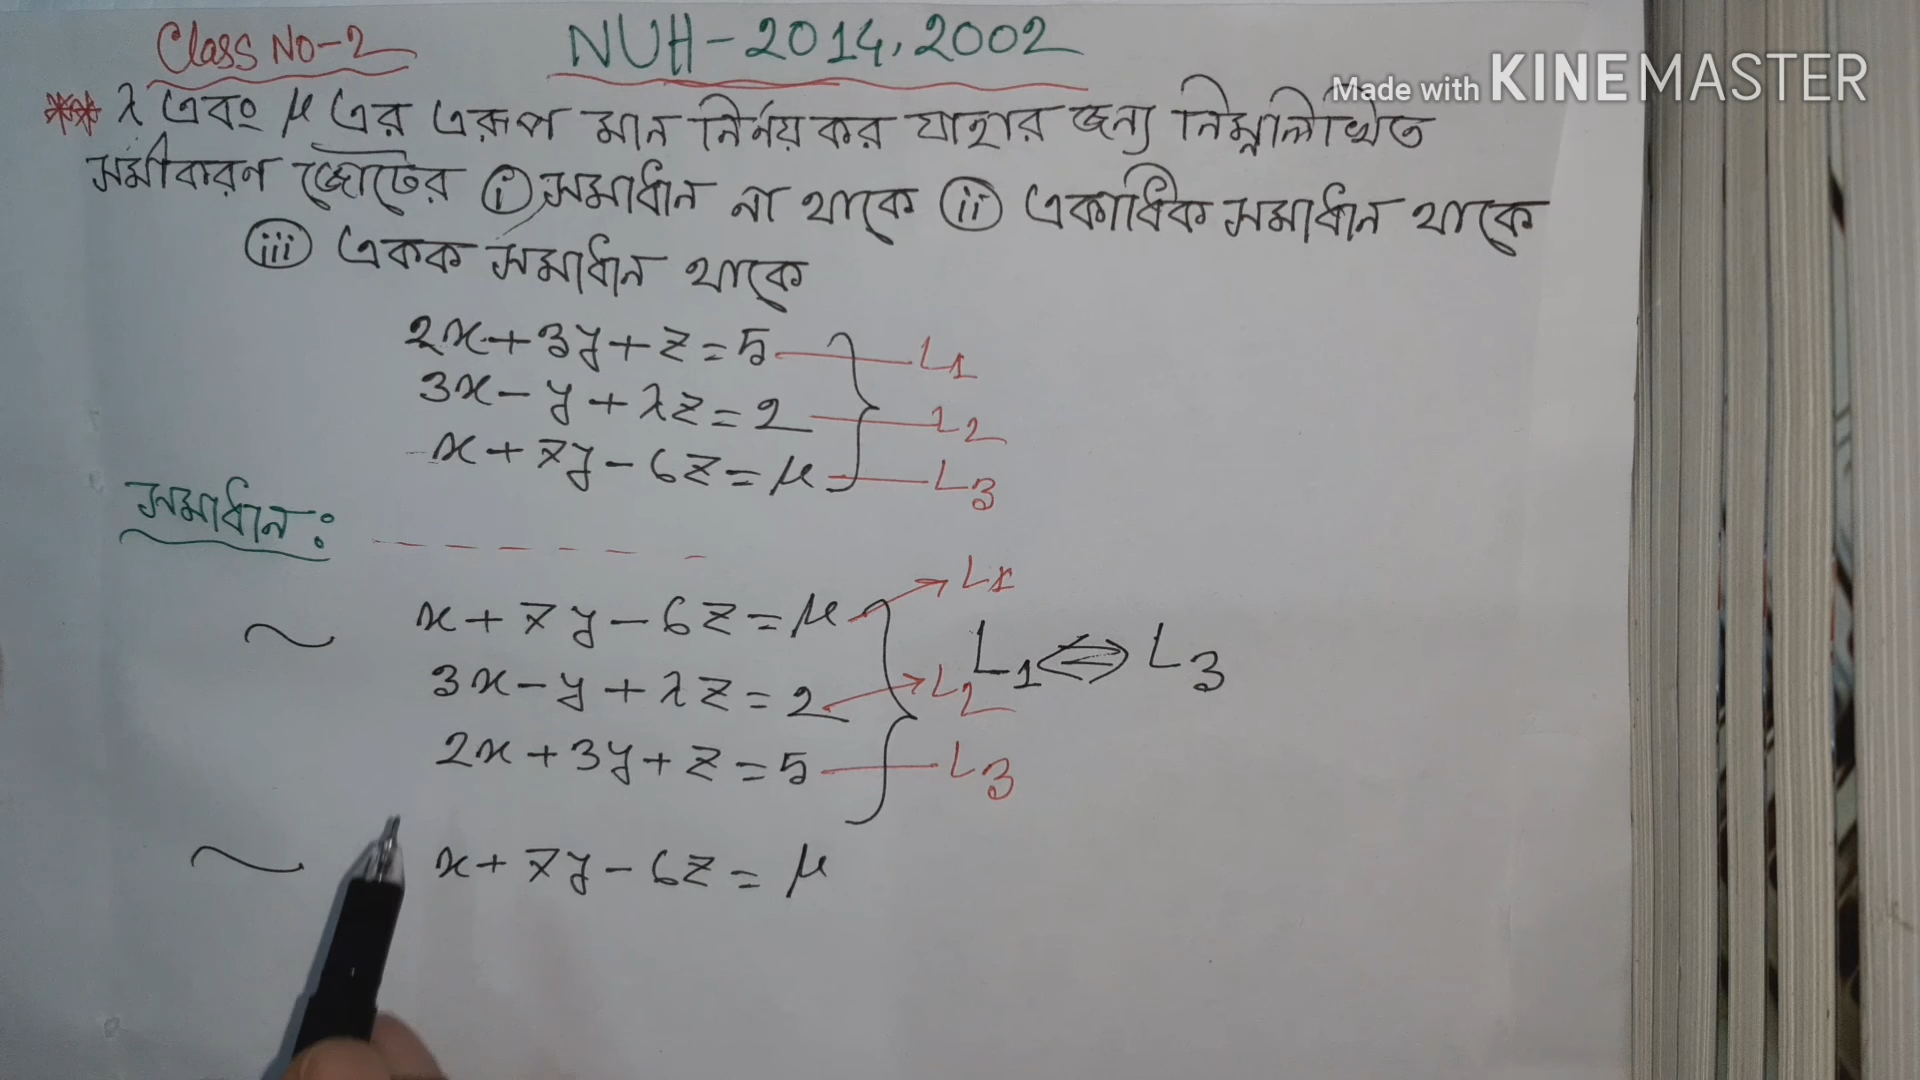 Class No-2 NUH-2014, 2002
Made with KINEMASTER
** λ এবং μ এর এরূপ মান নির্নয় কর যাহার জন্য নিম্নলিখিত
সমীকরণ জোটের (i) সমাধান না থাকে (ii) একাধিক সমাধান থাকে
(iii) একক সমাধান থাকে
2x+3y+z=5 L1
3x-y+λz=2 L2
x+7y-6z=μ L3
সমাধান:
~ x+7y-6z=μ L1
L1⇔L3
3x-y+λz=2 L2
2x+3y+z=5 L3
~ x+7y-6z=μ